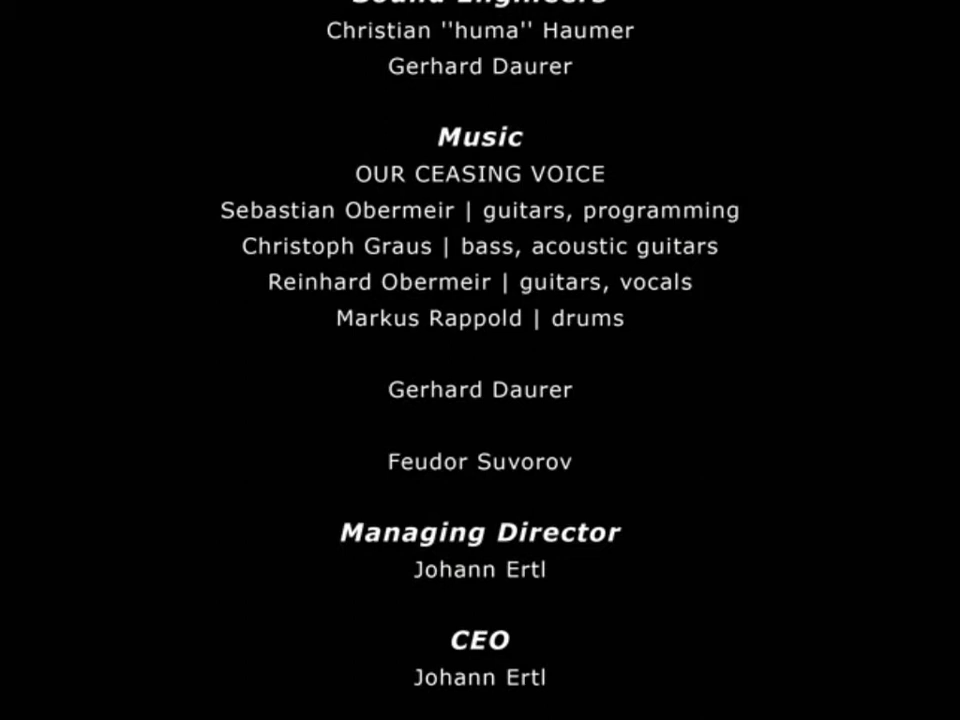 Sound Engineers
Christian ''huma'' Haumer
Gerhard Daurer
Music
OUR CEASING VOICE
Sebastian Obermeir | guitars, programming
Christoph Graus | bass, acoustic guitars
Reinhard Obermeir | guitars, vocals
Markus Rappold | drums
Gerhard Daurer
Feudor Suvorov
Managing Director
Johann Ertl
CEO
Johann Ertl